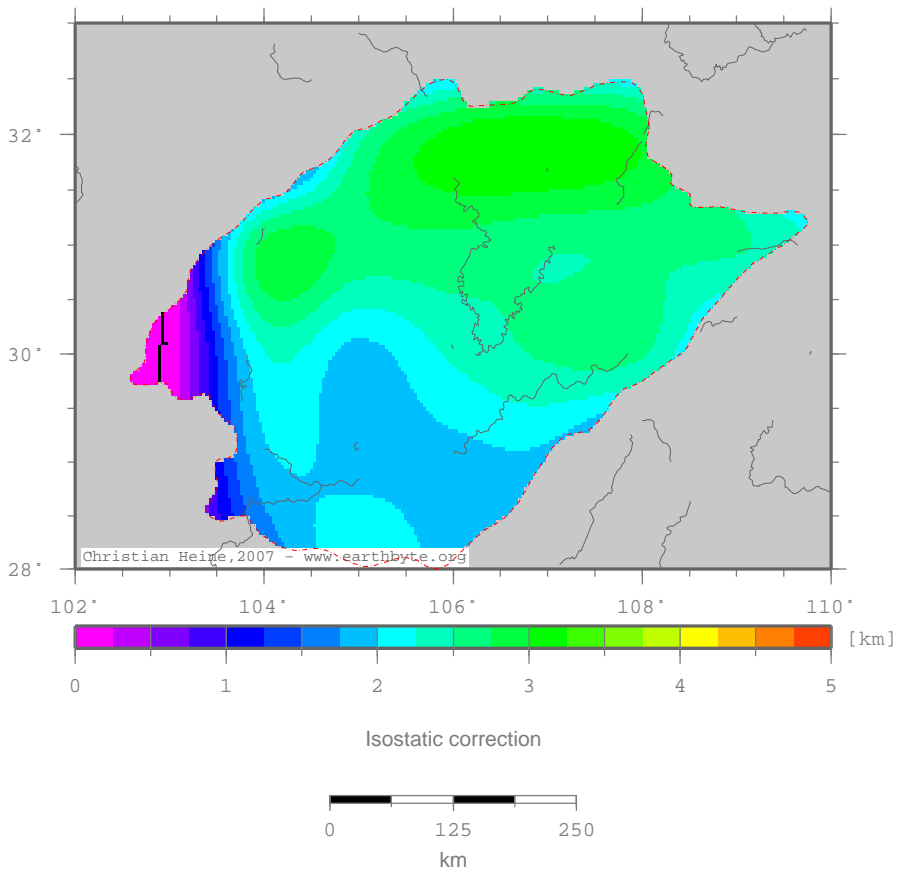 32°
30°
28°
Christian Heine,2007 - www.earthbyte.org
102° 104° 106° 108° 110°
[km]
0 1 2 3 4 5
Isostatic correction
0 125 250
km